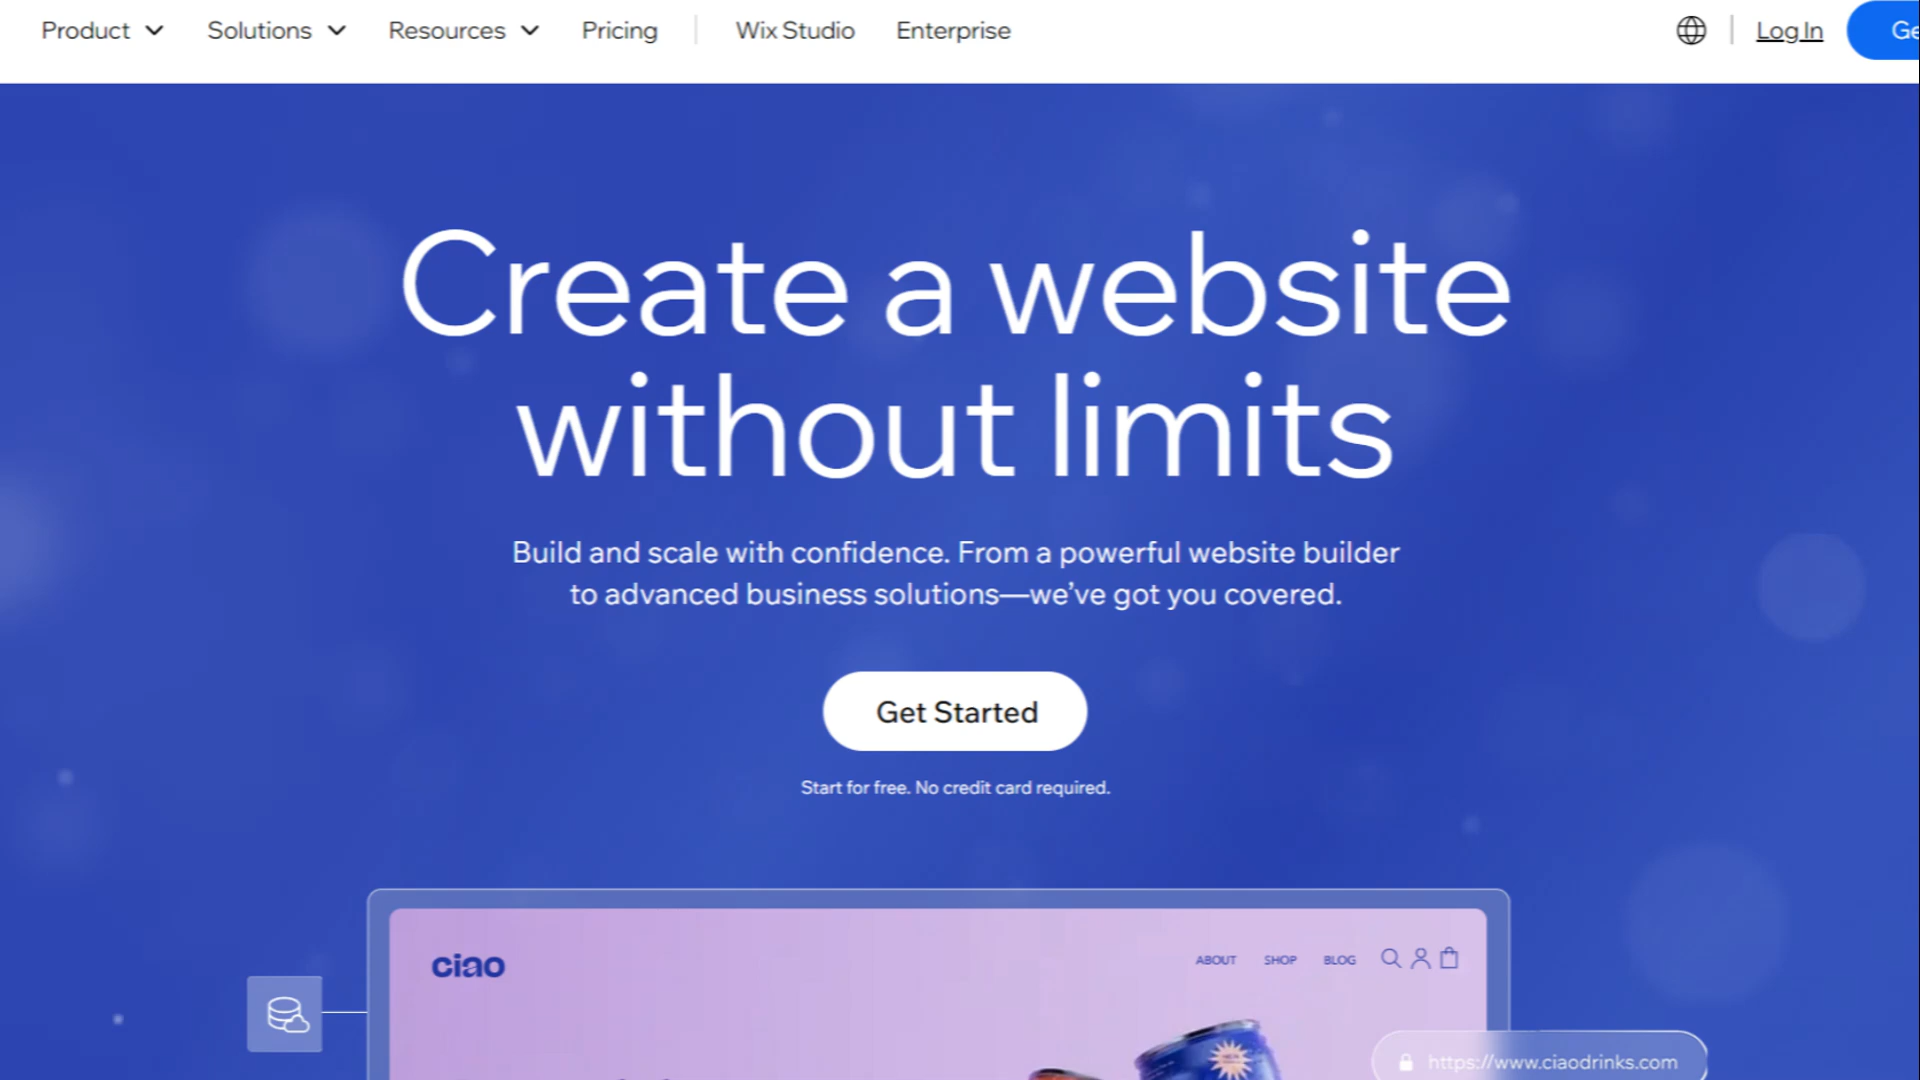 Product Solutions Resources Pricing Wix Studio Enterprise Log In Ge
Create a website
without limits
Build and scale with confidence. From a powerful website builder
to advanced business solutions—we’ve got you covered.
Get Started
Start for free. No credit card required.
ciao ABOUT SHOP BLOG
https://www.ciaodrinks.com